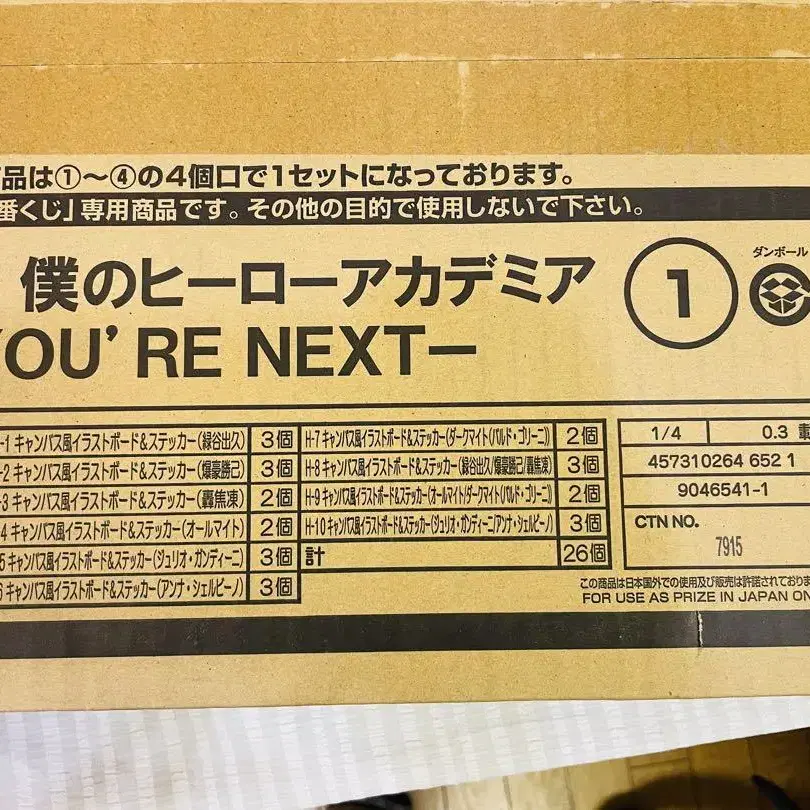 品は①〜④の4個口で1セットになっております。
番くじ」専用商品です。その他の目的で使用しないで下さい。
僕のヒーローアカデミア
YOU'RE NEXTー
①
ダンボール
-1 キャンバス風イラストボード&ステッカー(緑谷出久) 3個
-2 キャンバス風イラストボード&ステッカー(爆豪勝己) 3個
-3 キャンバス風イラストボード&ステッカー(轟焦凍) 2個
-4 キャンバス風イラストボード&ステッカー(オールマイト) 2個
5 キャンバス風イラストボード&ステッカー(ジュリオ・ガンディーニ) 3個
6 キャンバス風イラストボード&ステッカー(アンナ・シェルビーノ) 3個
H-7 キャンバス風イラストボード&ステッカー(ダークマイト(バルド・ゴリーニ)) 2個
H-8 キャンバス風イラストボード&ステッカー(緑谷出久/爆豪勝己/轟焦凍) 3個
H-9 キャンバス風イラストボード&ステッカー(オールマイト/ダークマイト(バルド・ゴリーニ)) 2個
H-10 キャンバス風イラストボード&ステッカー(ジュリオ・ガンディーニ/アンナ・シェルビーノ) 3個
計 26個
1/4 0.3
457310264 652 1
9046541-1
CTN NO.
7915
この商品は日本国外での使用及び販売は許諾されておりま
FOR USE AS PRIZE IN JAPAN ON